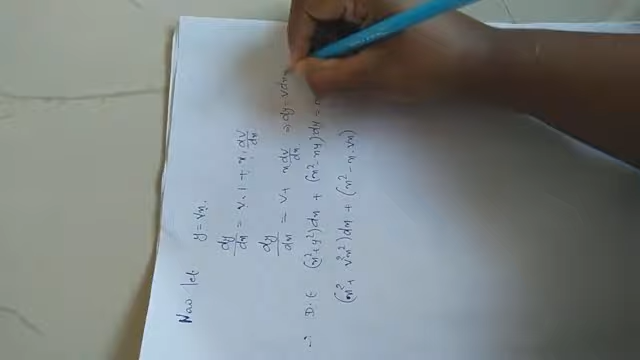 Now let
y = vx.
dy/dx = v.1 + x.dv/dx
dy/dx = v + x dv/dx ⇒ dy = vdx
∴ D.E (x²+y²)dx + (x²-xy)dy =
(x² + v²x²)dx + (x² - x.vx)